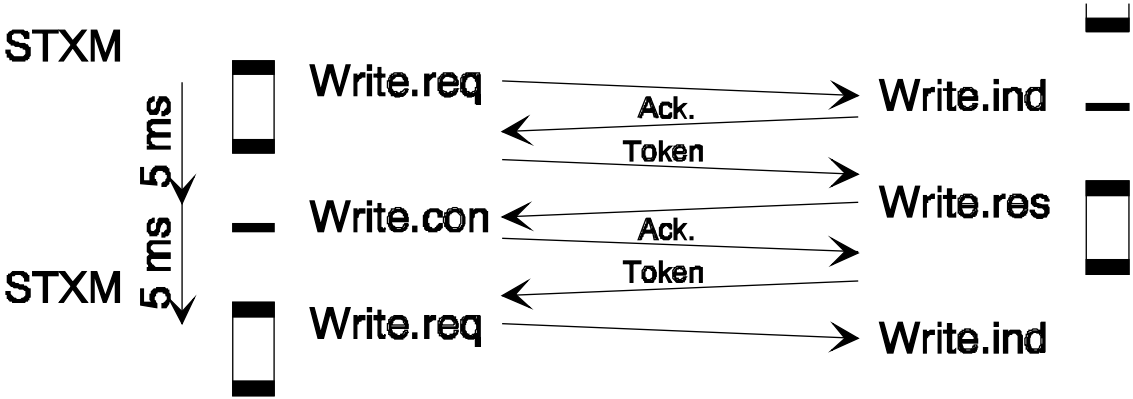 STXM
Write.req
Write.ind
Ack.
5 ms
Token
Write.con
Write.res
Ack.
5 ms
Token
STXM
Write.req
Write.ind